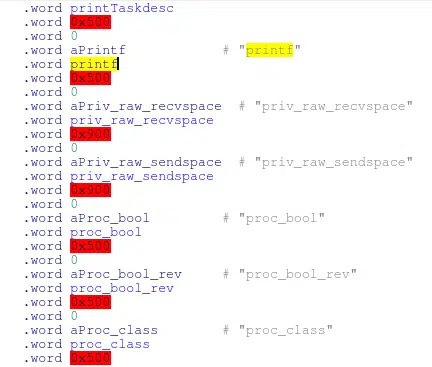 .word printTaskdesc
.word 0x500
.word 0
.word aPrintf # "printf"
.word printf
.word 0x500
.word 0
.word aPriv_raw_recvspace # "priv_raw_recvspace"
.word priv_raw_recvspace
.word 0x900
.word 0
.word aPriv_raw_sendspace # "priv_raw_sendspace"
.word priv_raw_sendspace
.word 0x900
.word 0
.word aProc_bool # "proc_bool"
.word proc_bool
.word 0x500
.word 0
.word aProc_bool_rev # "proc_bool_rev"
.word proc_bool_rev
.word 0x500
.word 0
.word aProc_class # "proc_class"
.word proc_class
.word 0x500